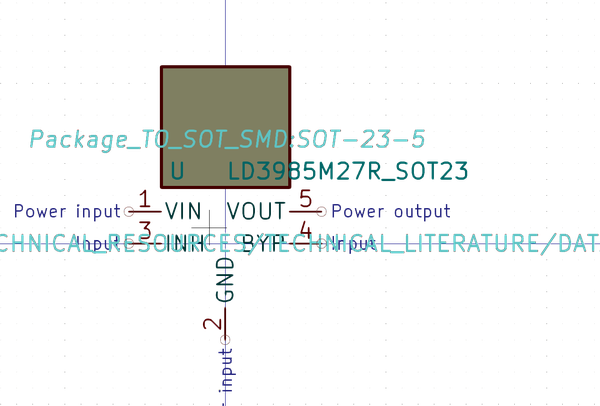 Package_TO_SOT_SMD:SOT-23-5
U LD3985M27R_SOT23
Power input 1 VIN VOUT 5 Power output
Input 3 INH BYP 4 Input
CHNICAL_RESOURCES/TECHNICAL_LITERATURE/DATA
GND
2
r input